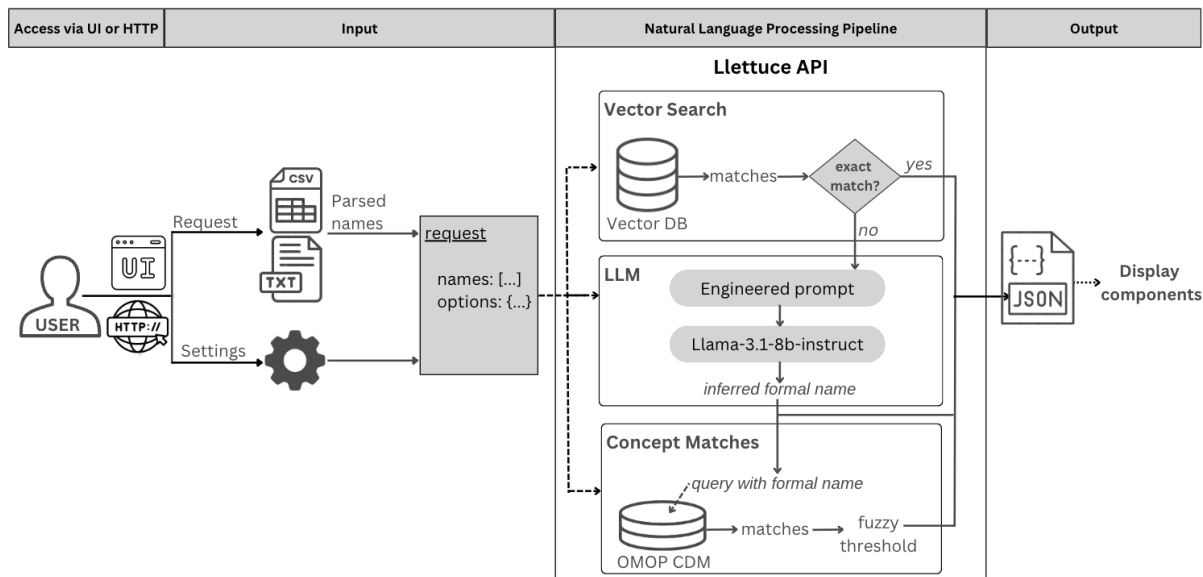 Access via UI or HTTP
Input
Natural Language Processing Pipeline
Output
Llettuce API
Vector Search
Vector DB
matches
exact
match?
yes
no
USER
UI
HTTP://
Request
Settings
CSV
TXT
Parsed
names
request
names: [...]
options: {...}
LLM
Engineered prompt
Llama-3.1-8b-instruct
inferred formal name
Concept Matches
query with formal name
OMOP CDM
matches
fuzzy
threshold
{---}
JSON
Display
components